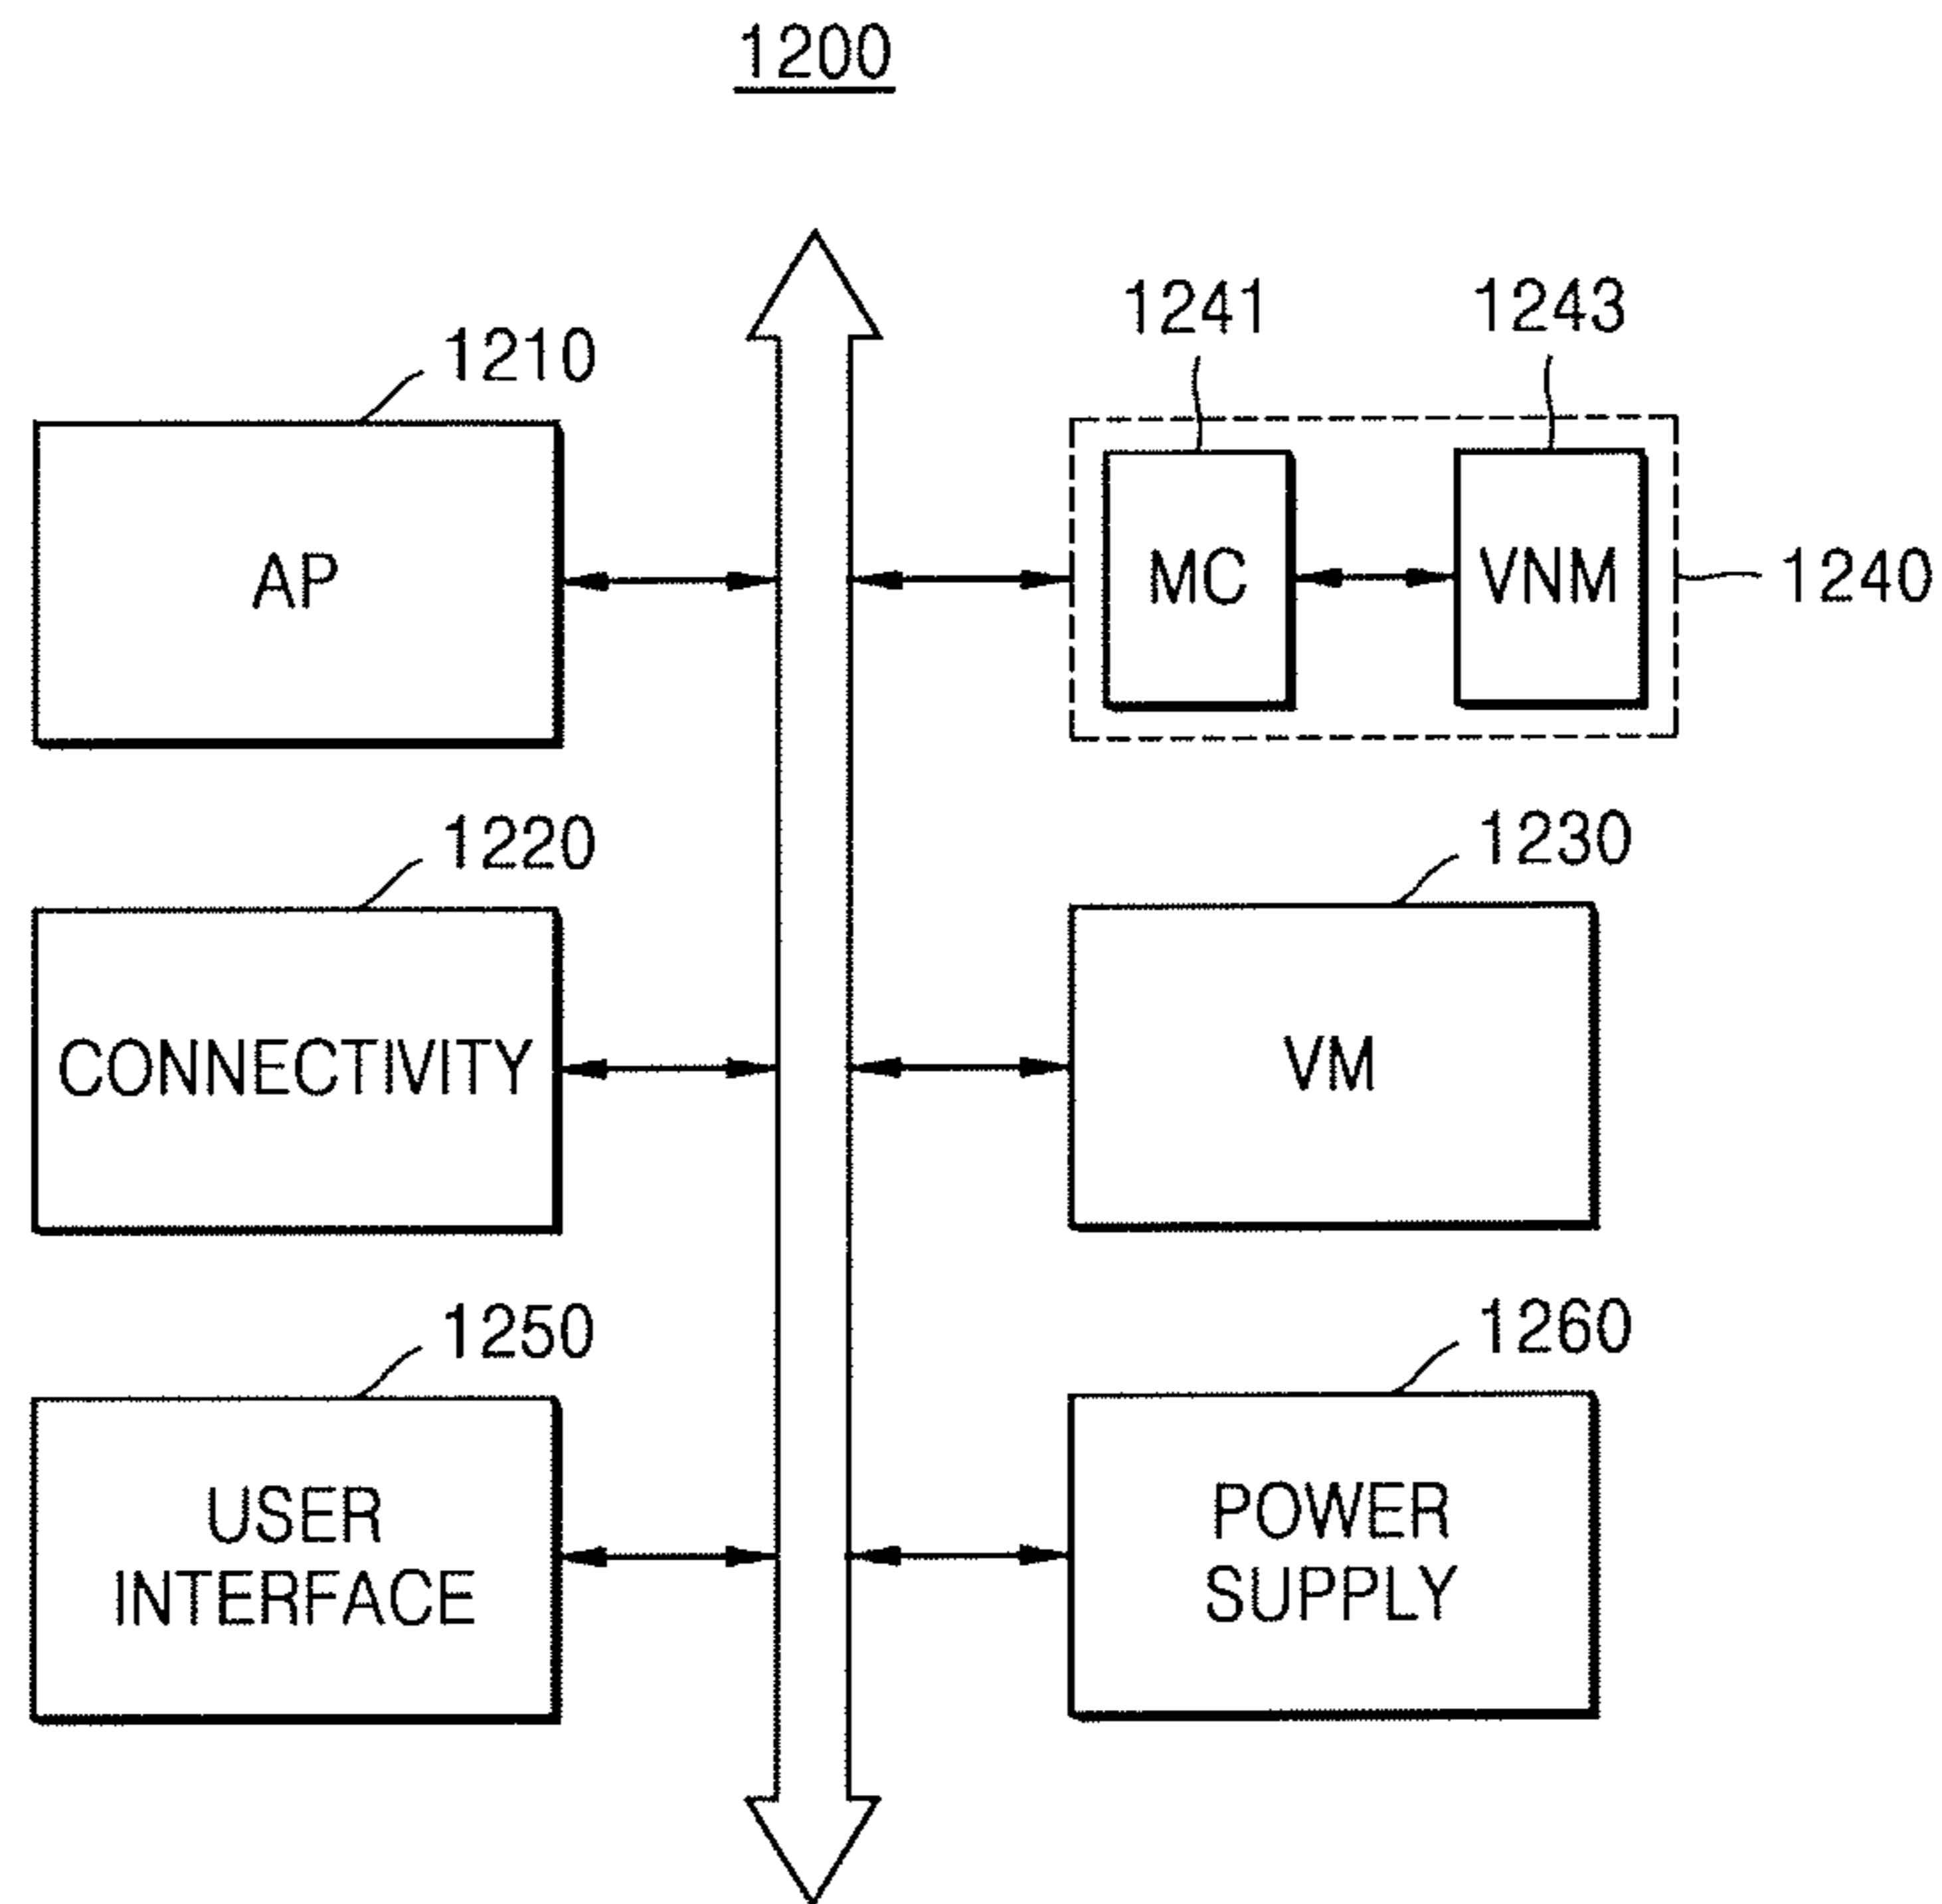 1200
1210
AP
1241
1243
MC
VNM
1240
1220
CONNECTIVITY
1230
VM
1250
USER
INTERFACE
1260
POWER
SUPPLY